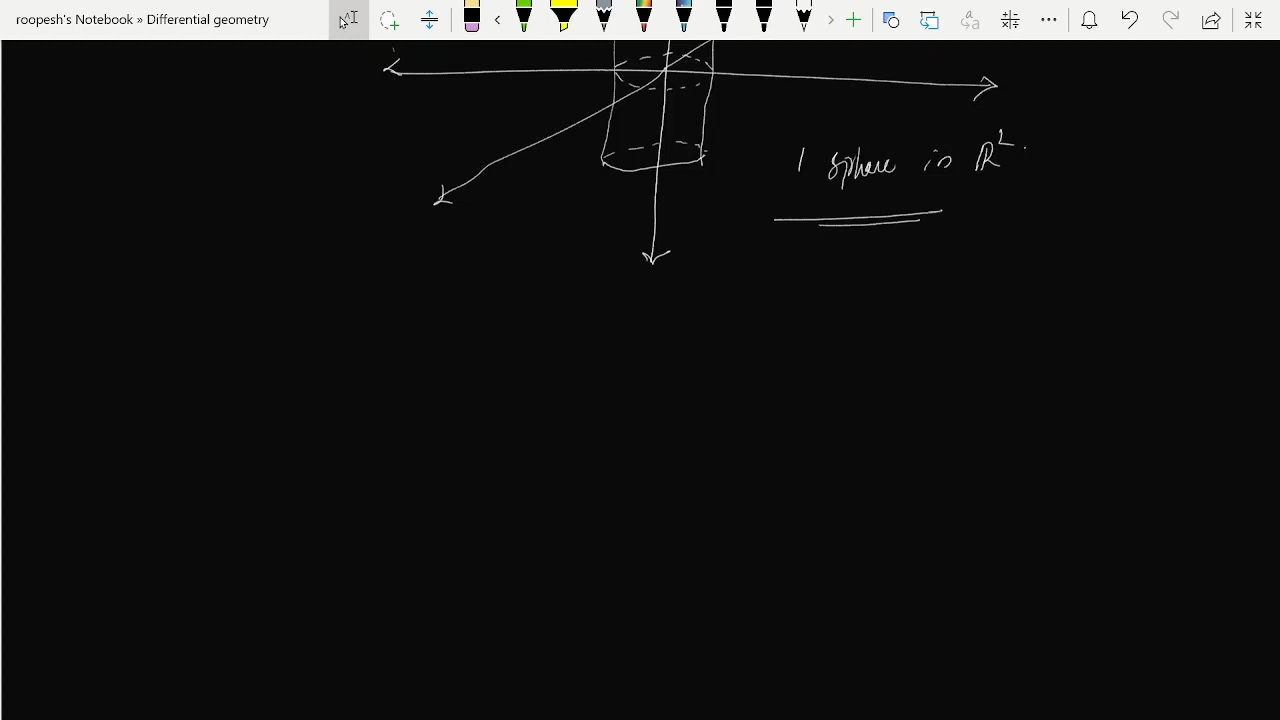 roopesh's Notebook » Differential geometry
1 sphere in R²